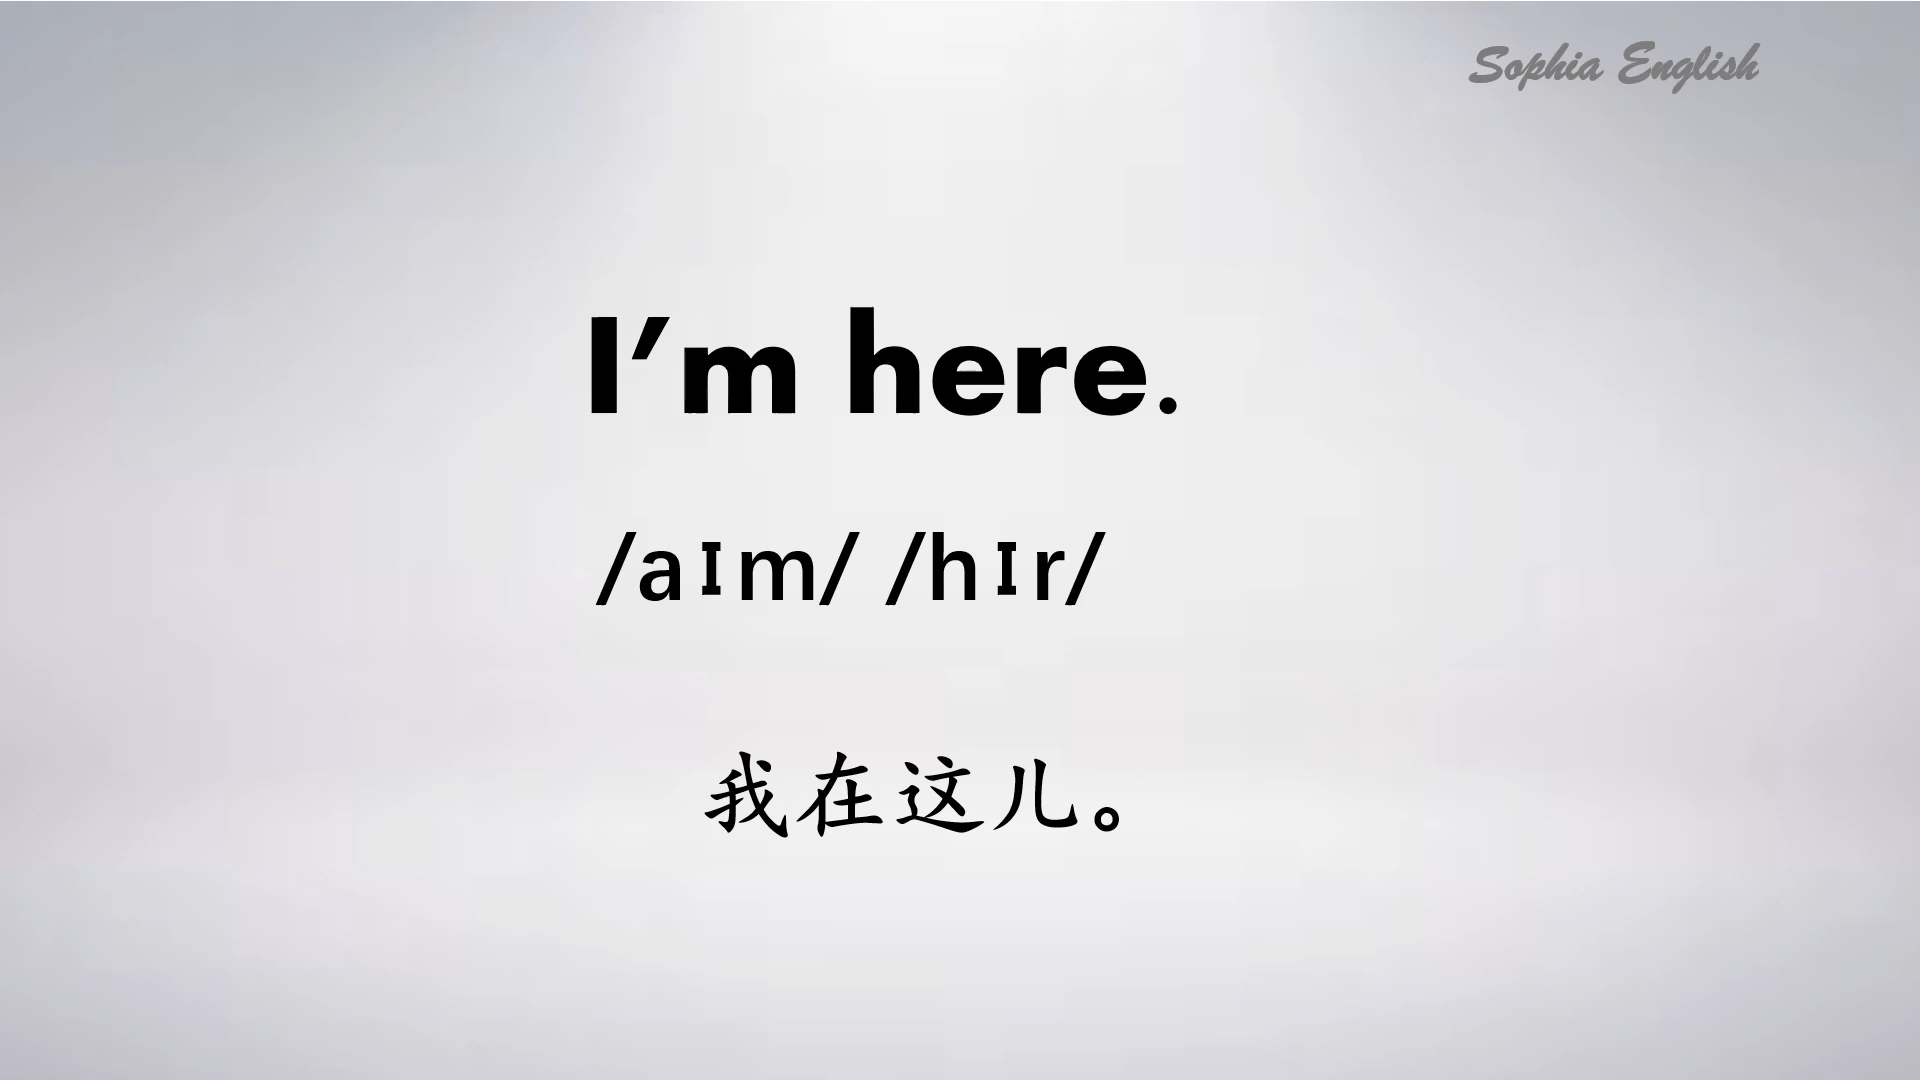 Sophia English
I’m here.
/aɪm/ /hɪr/
我在这儿。